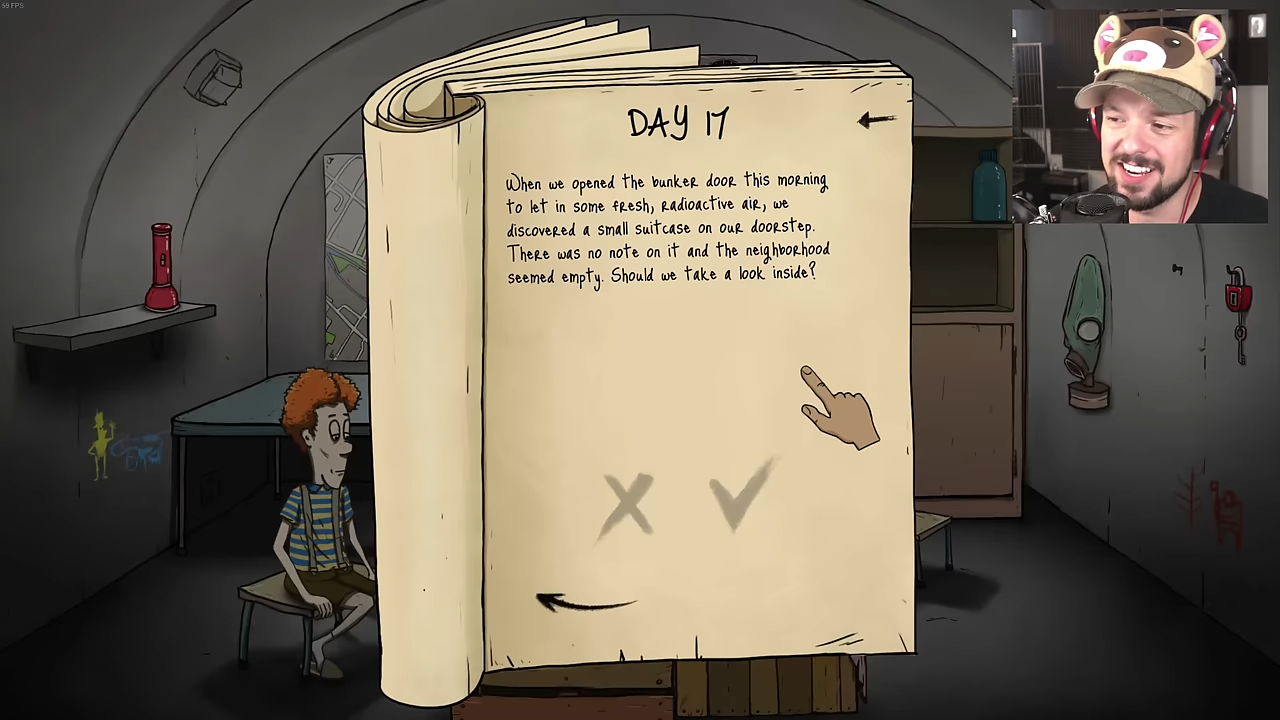 59 FPS
DAY 17
When we opened the bunker door this morning
to let in some fresh, radioactive air, we
discovered a small suitcase on our doorstep.
There was no note on it and the neighborhood
seemed empty. Should we take a look inside?